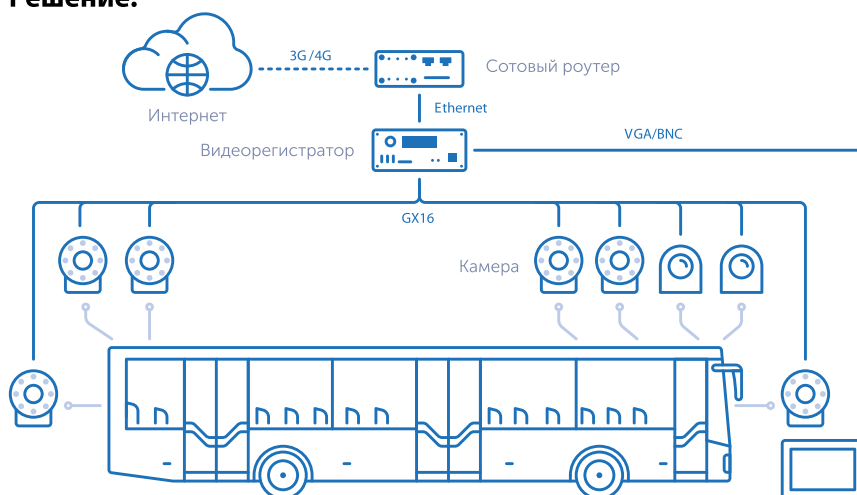 Решение:
3G/4G
Сотовый роутер
Интернет
Ethernet
VGA/BNC
Видеорегистратор
GX16
Камера